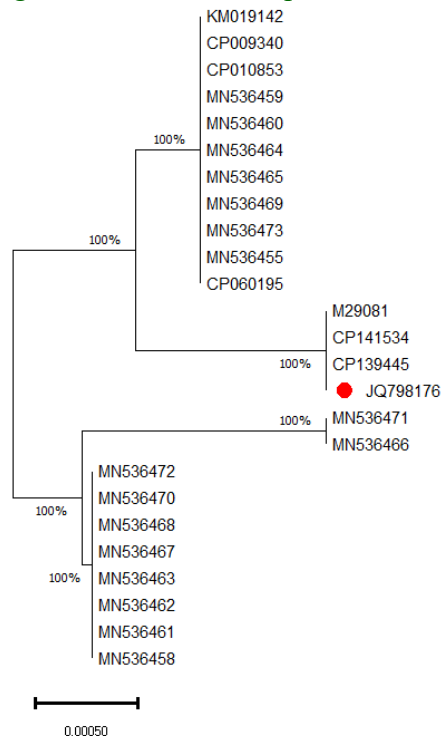 KM019142
CP009340
CP010853
MN536459
MN536460
100%
MN536464
MN536465
MN536469
MN536473
100%
MN536455
CP060195
M29081
CP141534
100%
CP139445
JQ798176
100%
MN536471
MN536466
MN536472
MN536470
100%
MN536468
MN536467
100%
MN536463
MN536462
MN536461
MN536458
0.00050